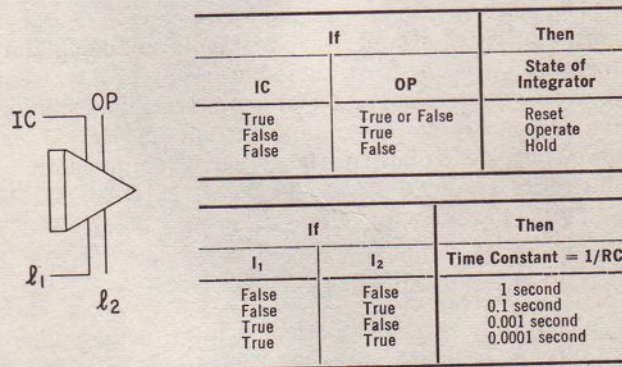 IC
OP
ℓ1
ℓ2
If
Then
IC
OP
State of
Integrator
True
True or False
Reset
False
True
Operate
False
False
Hold
If
Then
I₁
I₂
Time Constant = 1/RC
False
False
1 second
False
True
0.1 second
True
False
0.001 second
True
True
0.0001 second